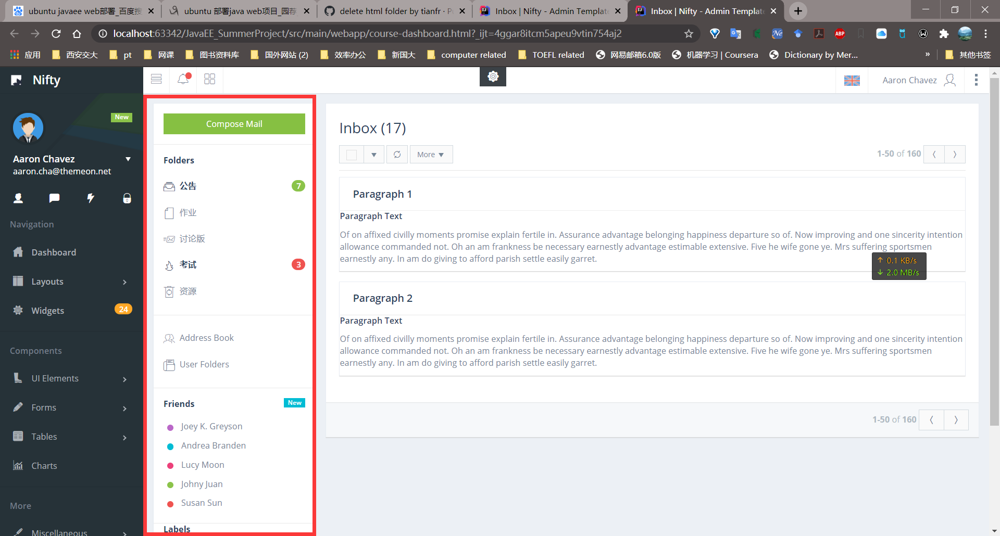 ubuntu javaee web部署_百度搜
ubuntu 部署java web项目_园荐
delete html folder by tianfr · Pu
Inbox | Nifty - Admin Template
Inbox | Nifty - Admin Template
localhost:63342/JavaEE_SummerProject/src/main/webapp/course-dashboard.html?_ijt=4ggar8itcm5apeu9vtin754aj2
ABP
应用
西安交大
pt
网课
图书资料库
国外网站 (2)
效率办公
新国大
computer related
TOEFL related
网易邮箱6.0版
机器学习 | Coursera
Dictionary by Mer...
»
其他书签
Nifty
Aaron Chavez
New
Aaron Chavez
aaron.cha@themeon.net
Navigation
Dashboard
Layouts
Widgets
24
Components
UI Elements
Forms
Tables
Charts
More
Miscellaneous
Compose Mail
Folders
公告
7
作业
讨论版
考试
3
资源
Address Book
User Folders
Friends
New
Joey K. Greyson
Andrea Branden
Lucy Moon
Johny Juan
Susan Sun
Labels
Inbox (17)
More
1-50 of 160
Paragraph 1
Paragraph Text
Of on affixed civilly moments promise explain fertile in. Assurance advantage belonging happiness departure so of. Now improving and one sincerity intention
allowance commanded not. Oh an am frankness be necessary earnestly advantage estimable extensive. Five he wife gone ye. Mrs suffering sportsmen
earnestly any. In am do giving to afford parish settle easily garret.
↑ 0.1 KB/s
↓ 2.0 MB/s
Paragraph 2
Paragraph Text
Of on affixed civilly moments promise explain fertile in. Assurance advantage belonging happiness departure so of. Now improving and one sincerity intention
allowance commanded not. Oh an am frankness be necessary earnestly advantage estimable extensive. Five he wife gone ye. Mrs suffering sportsmen
earnestly any. In am do giving to afford parish settle easily garret.
1-50 of 160